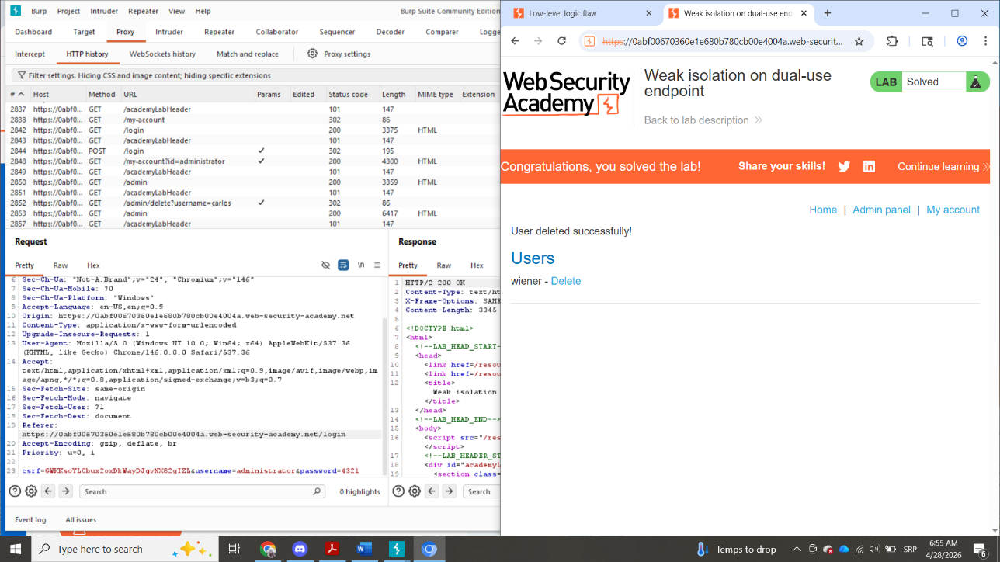 Burp Project Intruder Repeater View Help Burp Suite Community Edition
Dashboard Target Proxy Intruder Repeater Collaborator Sequencer Decoder Comparer Logge
Intercept HTTP history WebSockets history Match and replace Proxy settings
Filter settings: Hiding CSS and image content; hiding specific extensions
# Host Method URL Params Edited Status code Length MIME type Extension
2837 https://0abf0... GET /academyLabHeader 101 147
2838 https://0abf0... GET /my-account 302 86
2842 https://0abf0... GET /login 200 3375 HTML
2843 https://0abf0... GET /academyLabHeader 101 147
2844 https://0abf0... POST /login ✓ 302 195
2848 https://0abf0... GET /my-account?id=administrator ✓ 200 4300 HTML
2849 https://0abf0... GET /academyLabHeader 101 147
2850 https://0abf0... GET /admin 200 3359 HTML
2851 https://0abf0... GET /academyLabHeader 101 147
2852 https://0abf0... GET /admin/delete?username=carlos ✓ 302 86
2853 https://0abf0... GET /admin 200 6417 HTML
2857 https://0abf0... GET /academyLabHeader 101 147
Request
Pretty Raw Hex \n
6 Sec-Ch-Ua: "Not-A.Brand";v="24", "Chromium";v="146"
7 Sec-Ch-Ua-Mobile: ?0
8 Sec-Ch-Ua-Platform: "Windows"
9 Accept-Language: en-US,en;q=0.9
10 Origin: https://0abf00670360e1e680b780cb00e4004a.web-security-academy.net
11 Content-Type: application/x-www-form-urlencoded
12 Upgrade-Insecure-Requests: 1
13 User-Agent: Mozilla/5.0 (Windows NT 10.0; Win64; x64) AppleWebKit/537.36
(KHTML, like Gecko) Chrome/146.0.0.0 Safari/537.36
14 Accept:
text/html,application/xhtml+xml,application/xml;q=0.9,image/avif,image/webp,im
age/apng,*/*;q=0.8,application/signed-exchange;v=b3;q=0.7
15 Sec-Fetch-Site: same-origin
16 Sec-Fetch-Mode: navigate
17 Sec-Fetch-User: ?1
18 Sec-Fetch-Dest: document
19 Referer:
https://0abf00670360e1e680b780cb00e4004a.web-security-academy.net/login
20 Accept-Encoding: gzip, deflate, br
21 Priority: u=0, i
22
23 csrf=GWKKsoYLCbux2oxDkWayDJgvNX82gIZL&username=administrator&password=4321
Search 0 highlights
Response
Pretty Raw Hex
1 HTTP/2 200 OK
2 Content-Type: text/ht
3 X-Frame-Options: SAME
4 Content-Length: 3345
5
6 <!DOCTYPE html>
7 <html>
8 <!--LAB_HEAD_START-
9 <head>
10 <link href=/resou
11 <link href=/resou
12 <title>
Weak isolation
</title>
13 </head>
14 <!--LAB_HEAD_END-->
15 <body>
16 <script src="/res
</script>
17 <!--LAB_HEADER_ST
18 <div id="academyL
19 <section class=
Search
Event log All issues
Low-level logic flaw
Weak isolation on dual-use end
https://0abf00670360e1e680b780cb00e4004a.web-securit...
Web Security
Academy
Weak isolation on dual-use
endpoint
Back to lab description
LAB Solved
Congratulations, you solved the lab! Share your skills! Continue learning
Home | Admin panel | My account
User deleted successfully!
Users
wiener - Delete
Type here to search
Temps to drop SRP 6:55 AM
4/28/2026
6